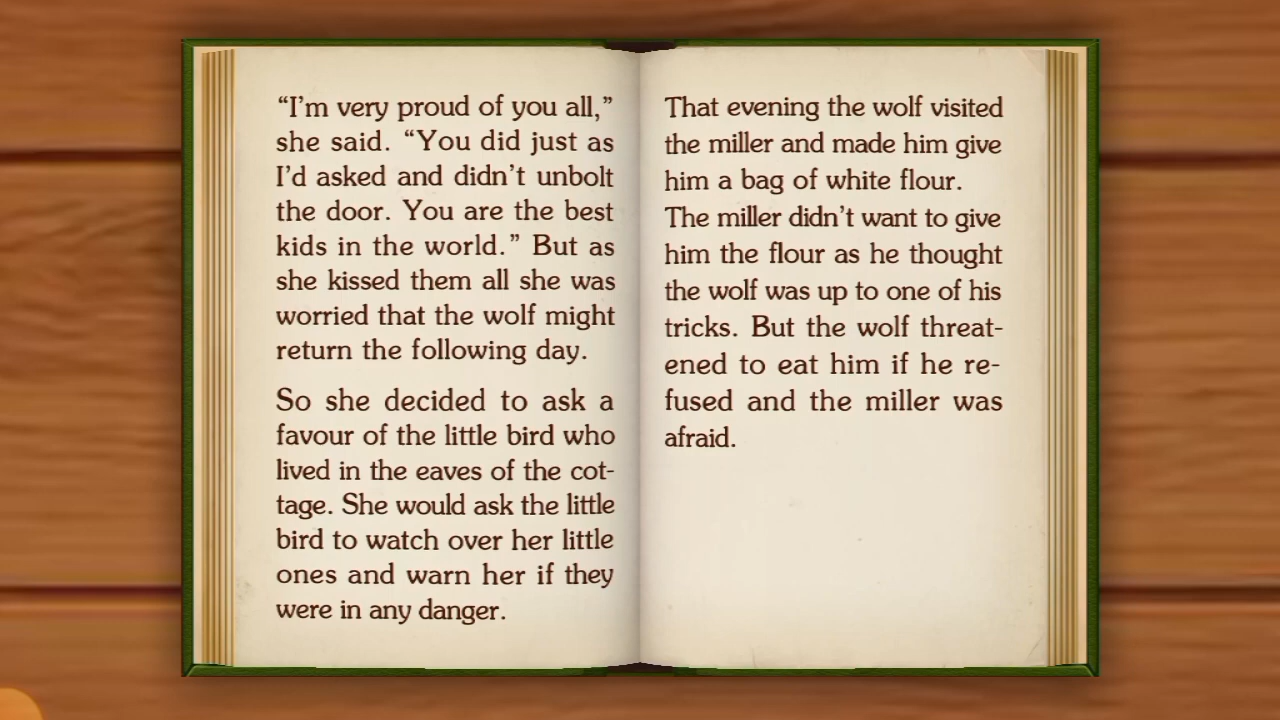 “I’m very proud of you all,”
she said. “You did just as
I’d asked and didn’t unbolt
the door. You are the best
kids in the world.” But as
she kissed them all she was
worried that the wolf might
return the following day.
So she decided to ask a
favour of the little bird who
lived in the eaves of the cot-
tage. She would ask the little
bird to watch over her little
ones and warn her if they
were in any danger.
That evening the wolf visited
the miller and made him give
him a bag of white flour.
The miller didn’t want to give
him the flour as he thought
the wolf was up to one of his
tricks. But the wolf threat-
ened to eat him if he re-
fused and the miller was
afraid.